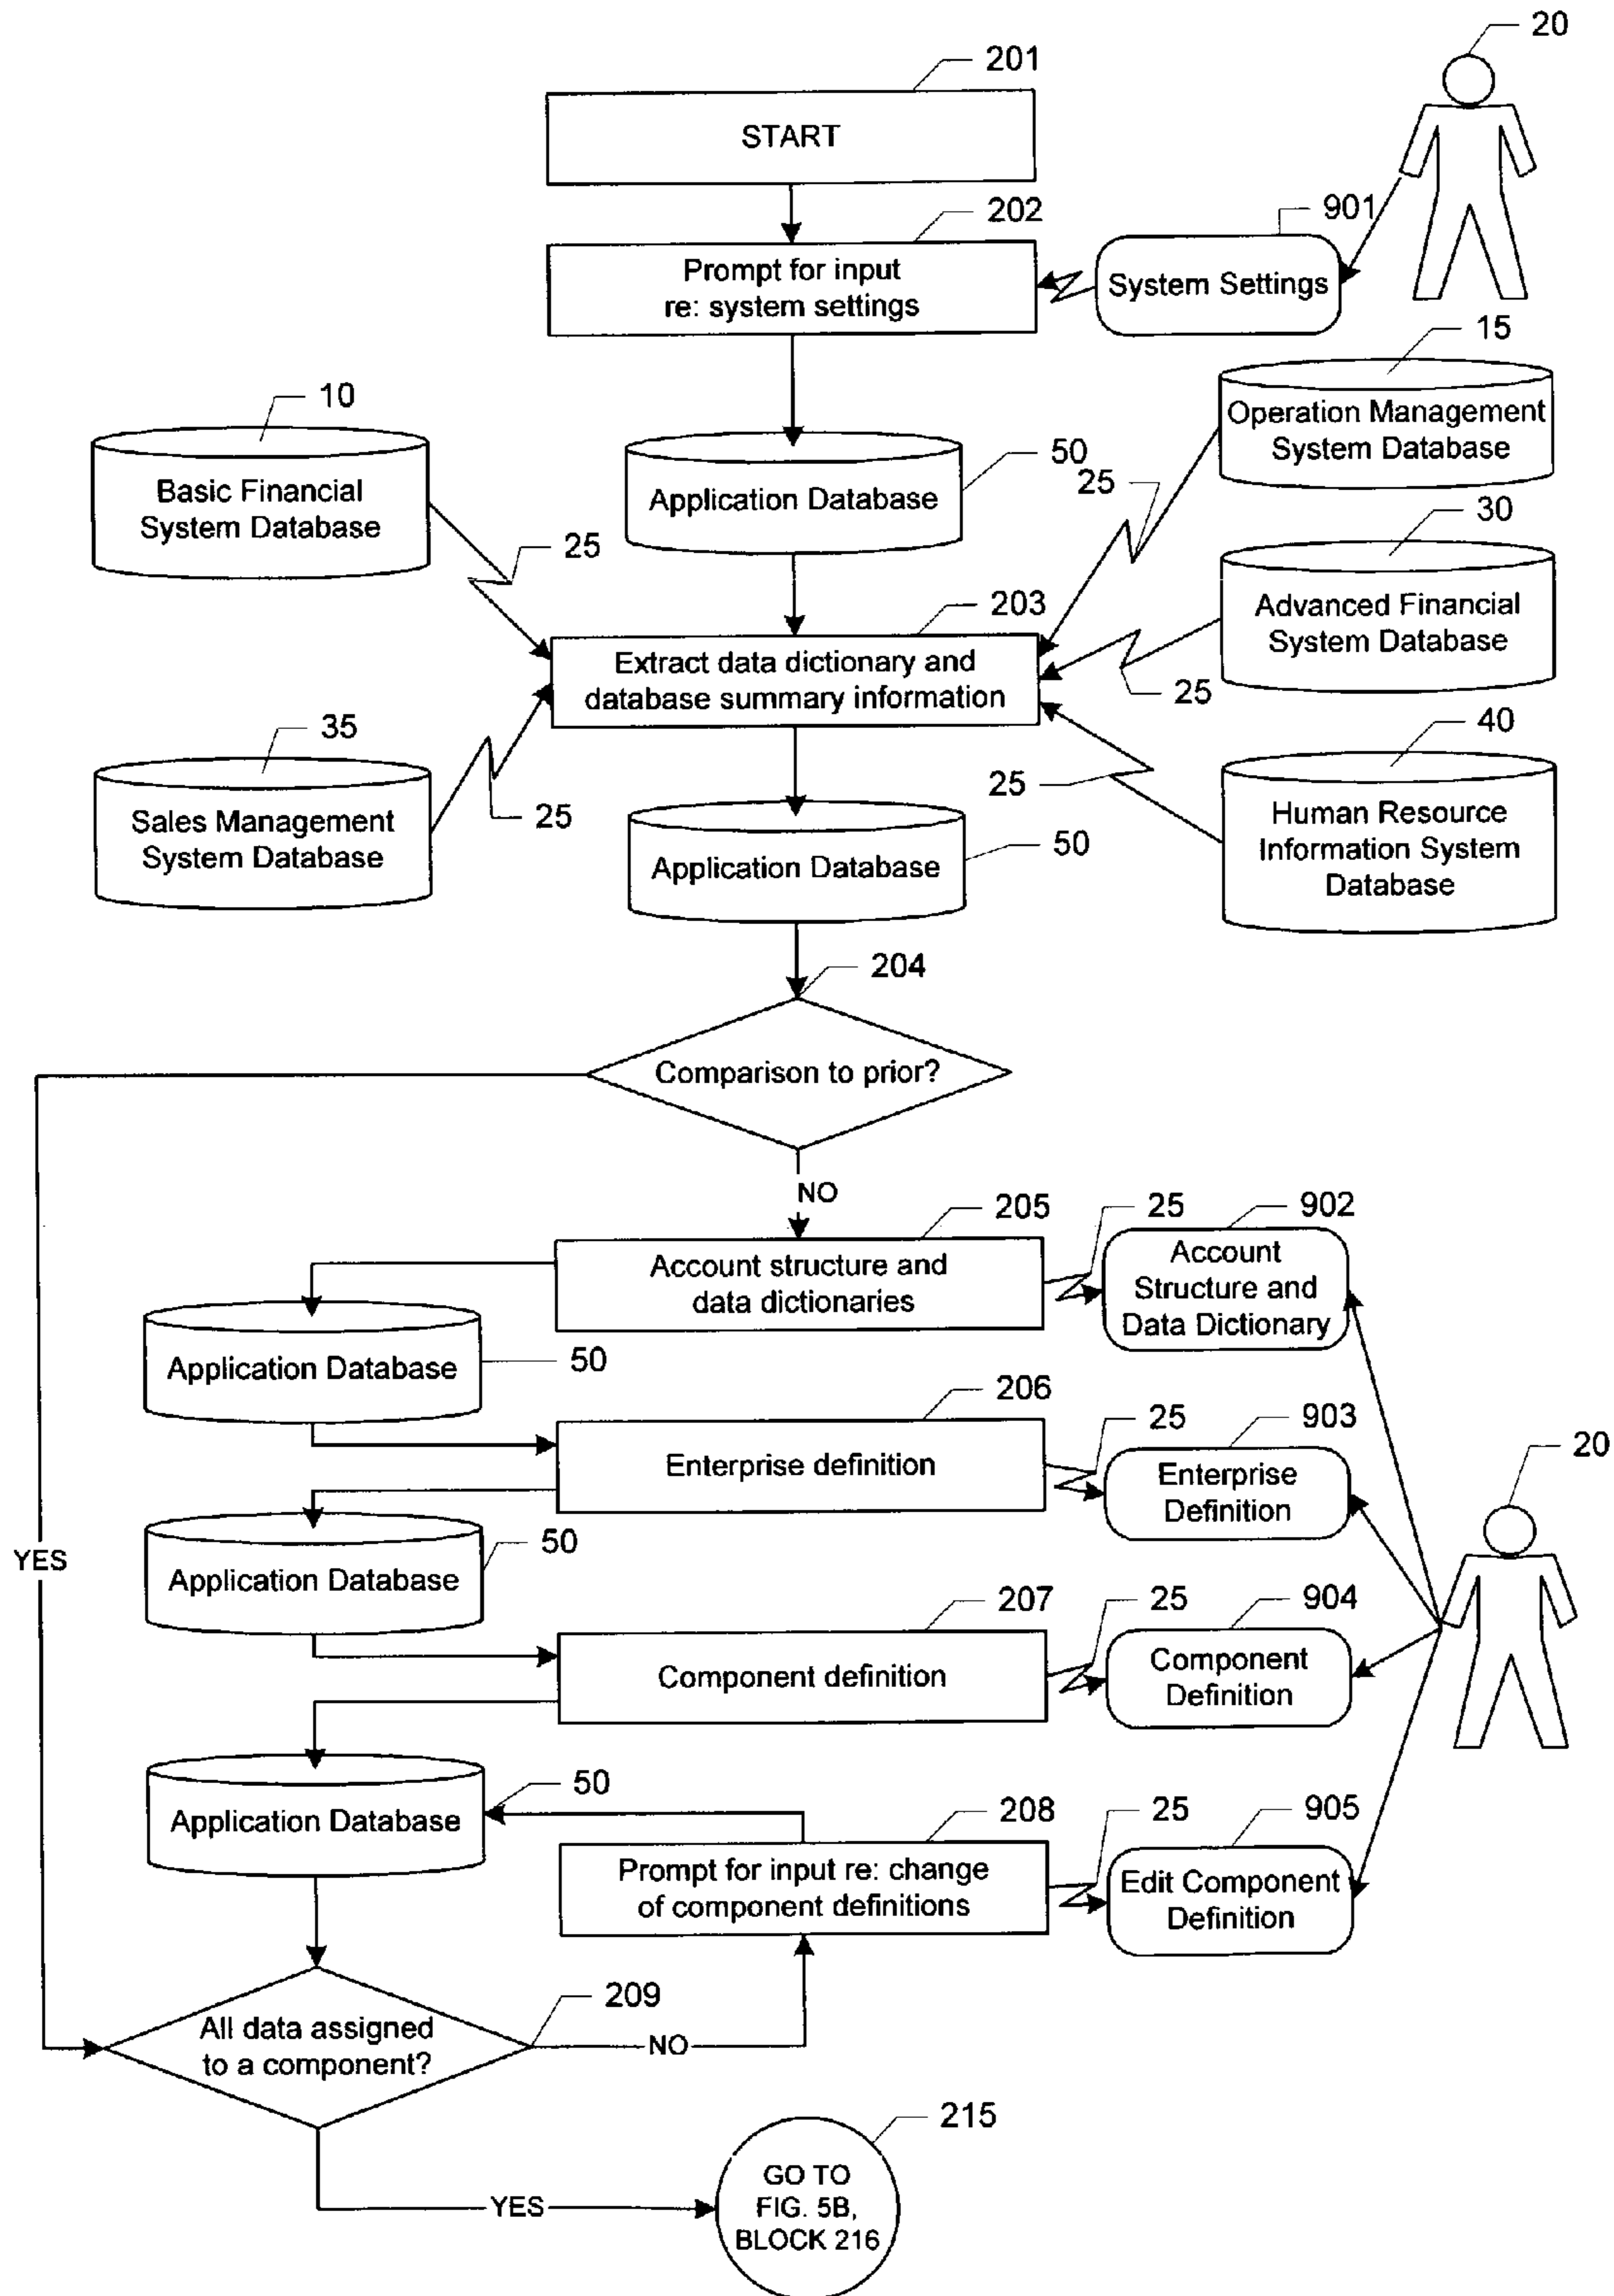 20
201
START
202
901
Prompt for input
re: system settings
System Settings
15
10
Operation Management
System Database
50
25
Basic Financial
System Database
Application Database
30
25
203
Advanced Financial
System Database
Extract data dictionary and
database summary information
25
35
40
25
25
Sales Management
System Database
50
Human Resource
Information System
Database
Application Database
204
Comparison to prior?
NO
205
25
902
Account structure and
data dictionaries
Account
Structure and
Data Dictionary
Application Database
50
206
25
903
20
Enterprise definition
Enterprise
Definition
50
YES
Application Database
207
25
904
Component definition
Component
Definition
50
208
25
905
Application Database
Prompt for input re: change
of component definitions
Edit Component
Definition
209
All data assigned
to a component?
NO
215
GO TO
FIG. 5B,
BLOCK 216
YES